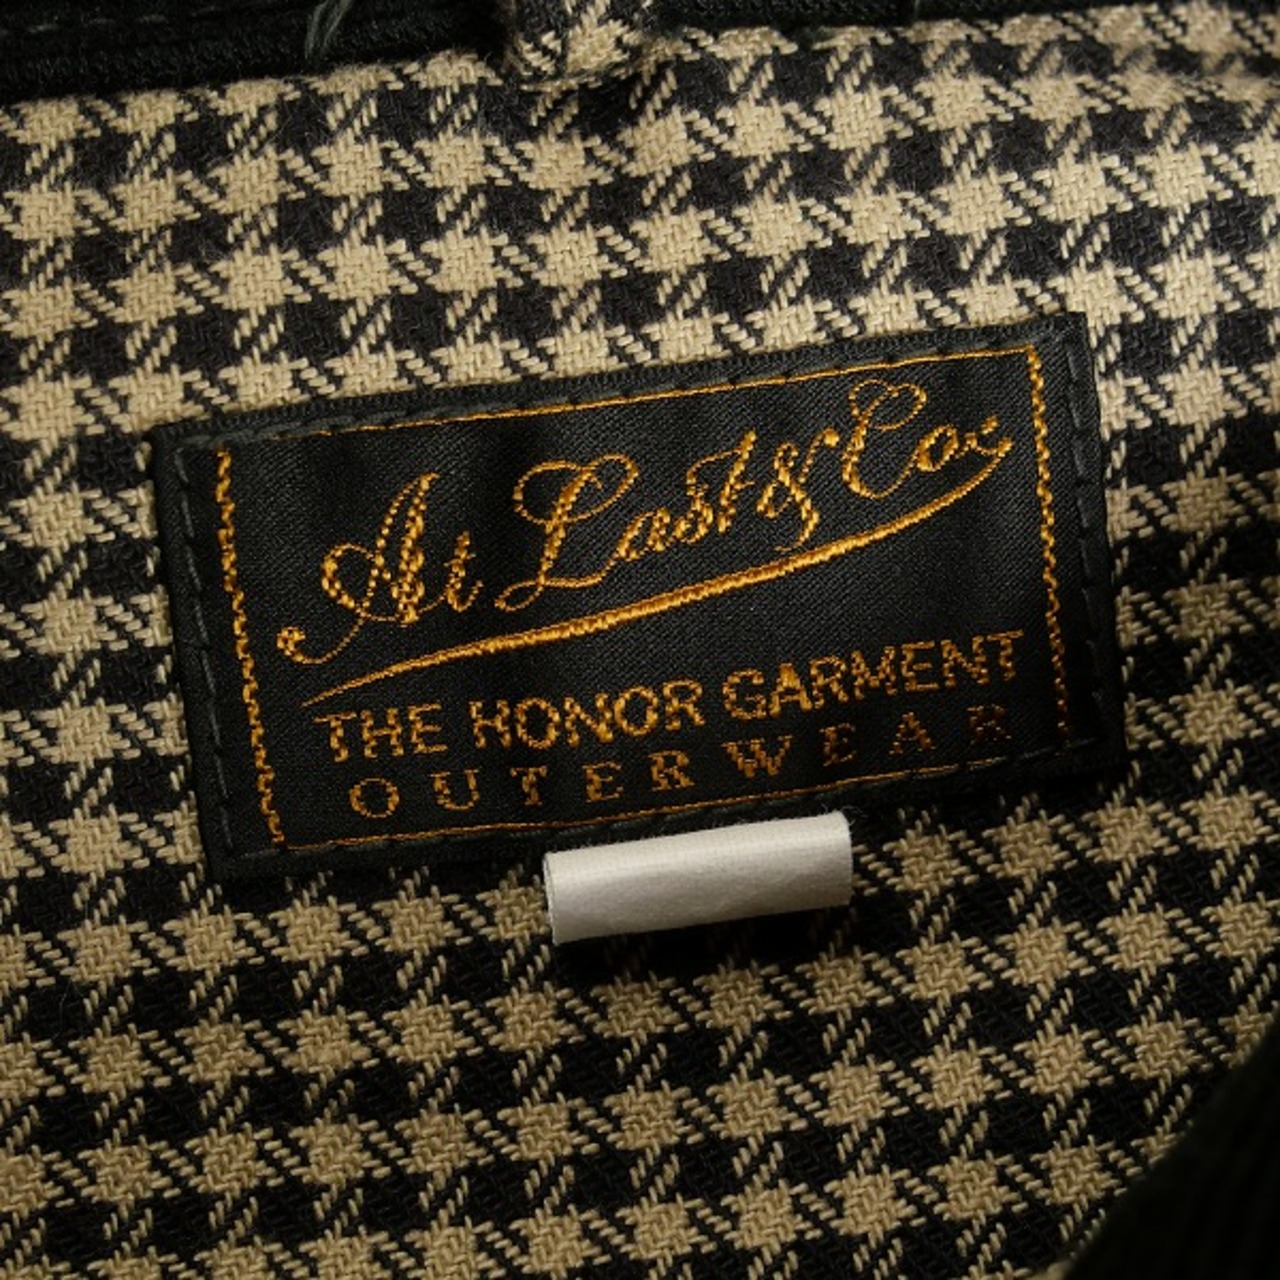 At Last & Co.
THE HONOR GARMENT
OUTERWEAR